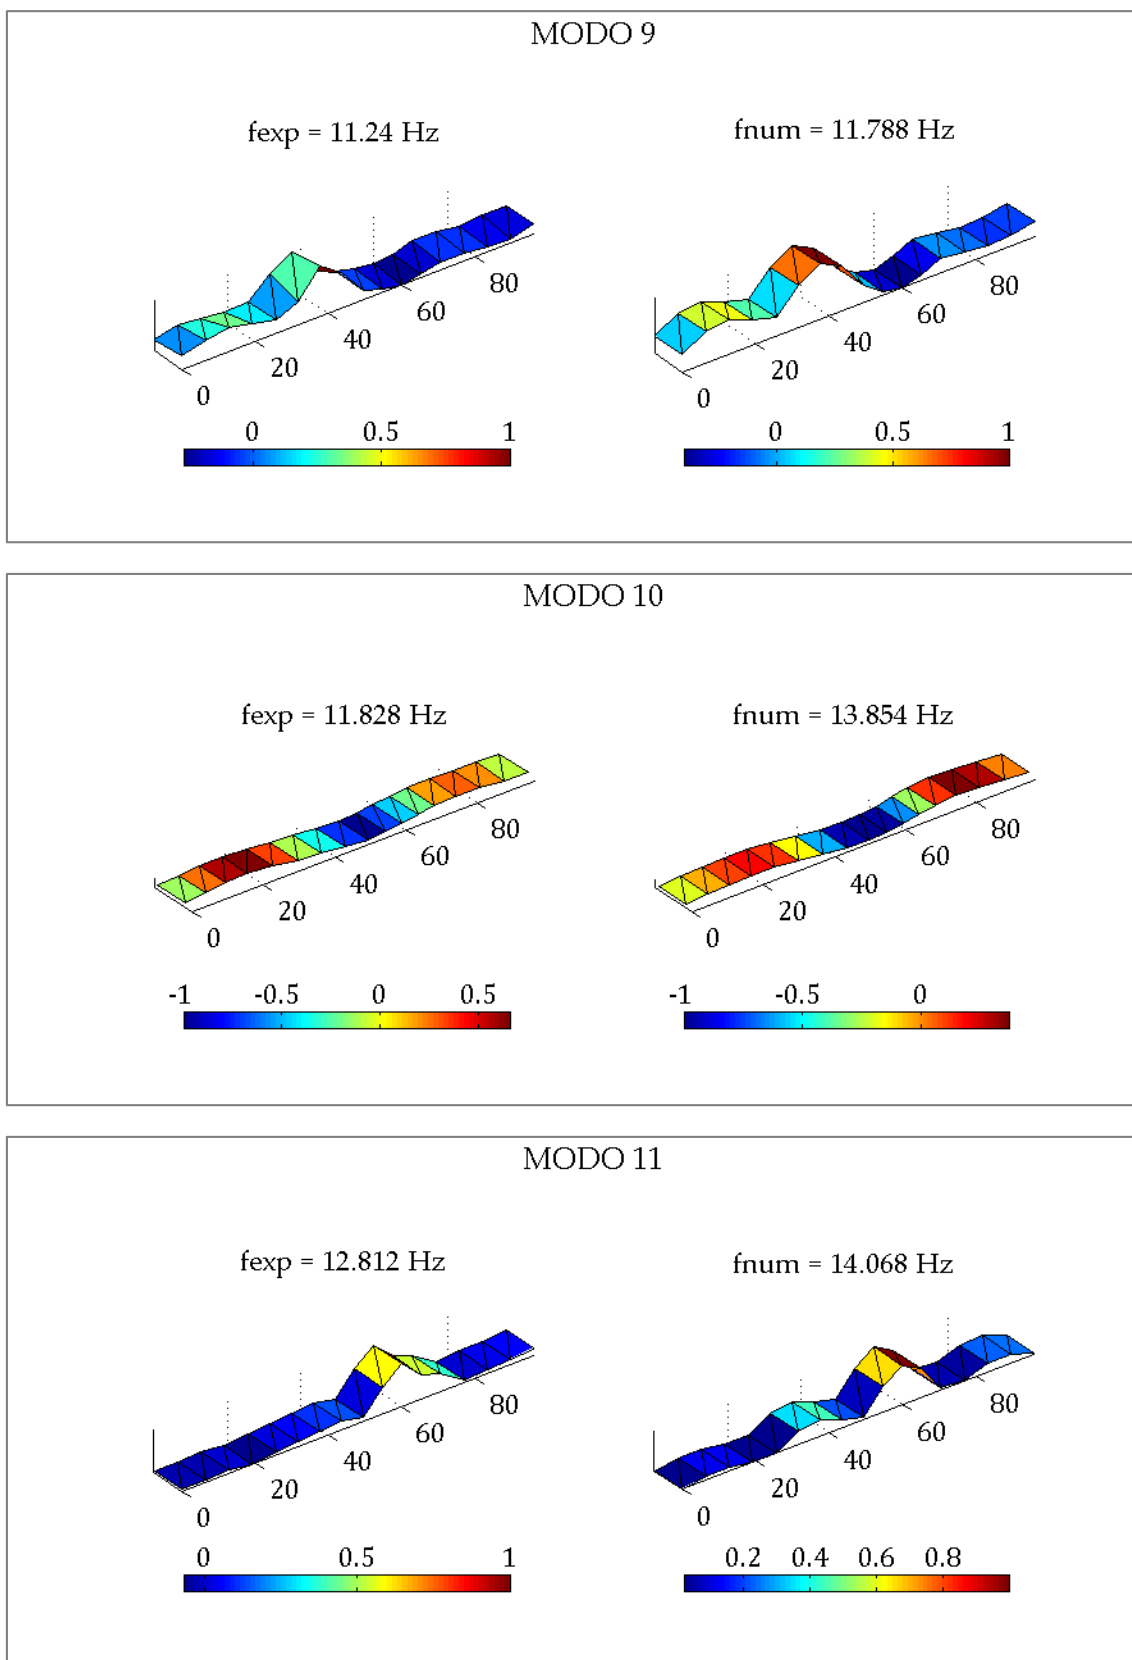 MODO 9
fexp = 11.24 Hz
fnum = 11.788 Hz
0 20 40 60 80
0 20 40 60 80
0 0.5 1
0 0.5 1
MODO 10
fexp = 11.828 Hz
fnum = 13.854 Hz
0 20 40 60 80
0 20 40 60 80
-1 -0.5 0 0.5
-1 -0.5 0
MODO 11
fexp = 12.812 Hz
fnum = 14.068 Hz
0 20 40 60 80
0 20 40 60 80
0 0.5 1
0.2 0.4 0.6 0.8